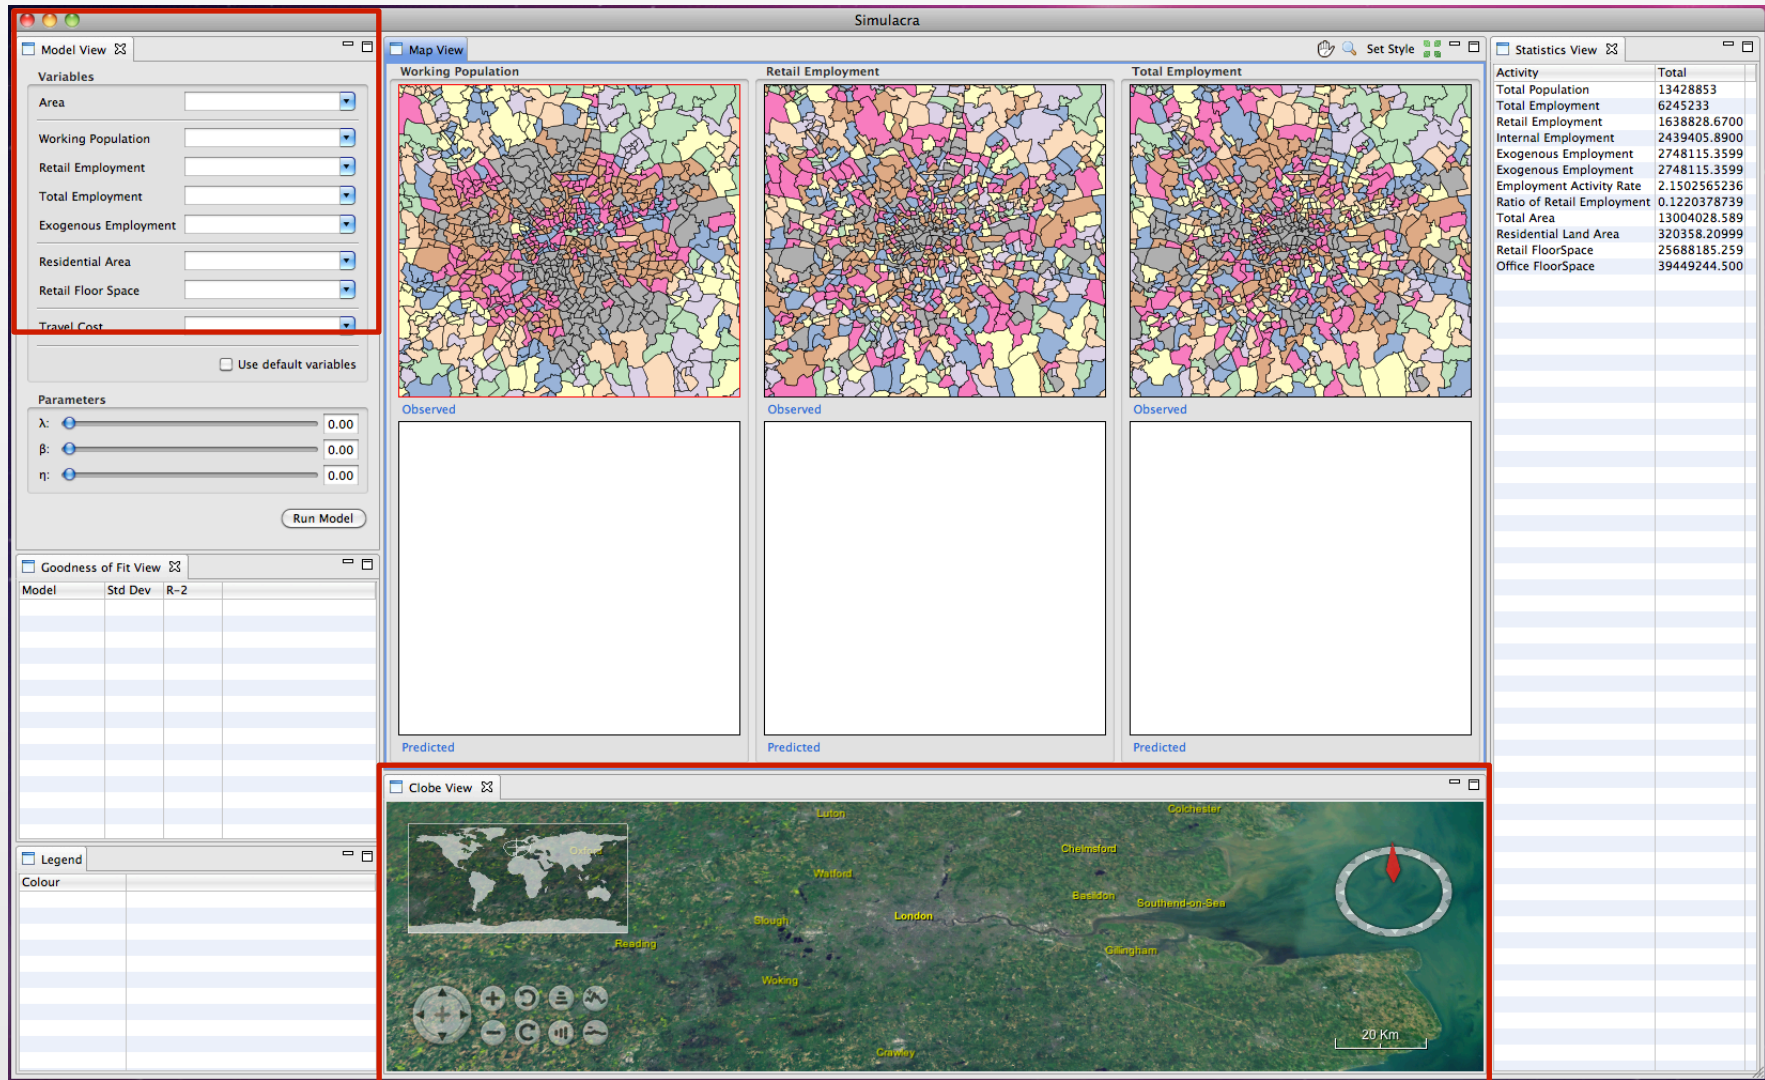 Simulacra
Model View
Variables
Area
Working Population
Retail Employment
Total Employment
Exogenous Employment
Residential Area
Retail Floor Space
Travel Cost
Use default variables
Parameters
λ: 0.00
β: 0.00
η: 0.00
Run Model
Goodness of Fit View
Model Std Dev R-2
Legend
Colour
Map View Set Style
Working Population Retail Employment Total Employment
Observed Observed Observed
Predicted Predicted Predicted
Clobe View
Luton
Colchester
Oxford
Chelmsford
Watford
Basildon
Southend-on-Sea
Slough
London
Reading
Gillingham
Woking
20 Km
Crawley
Statistics View
Activity Total
Total Population 13428853
Total Employment 6245233
Retail Employment 1638828.6700
Internal Employment 2439405.8900
Exogenous Employment 2748115.3599
Exogenous Employment 2748115.3599
Employment Activity Rate 2.1502565236
Ratio of Retail Employment 0.1220378739
Total Area 13004028.589
Residential Land Area 320358.20999
Retail FloorSpace 25688185.259
Office FloorSpace 39449244.500